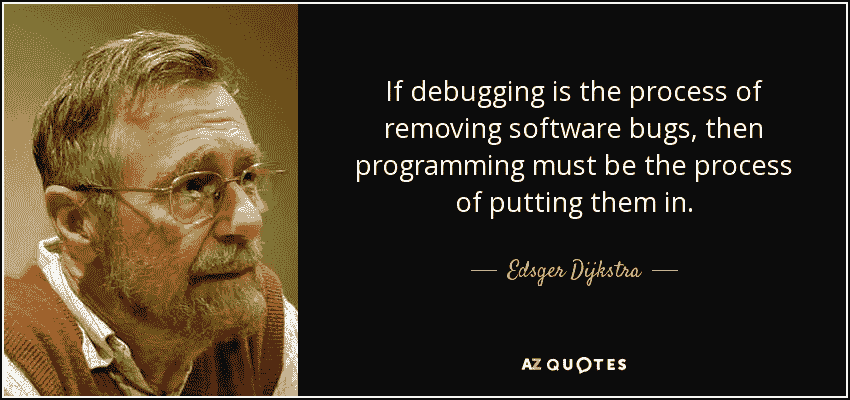 If debugging is the process of
removing software bugs, then
programming must be the process
of putting them in.
Edsger Dijkstra
AZ QUOTES